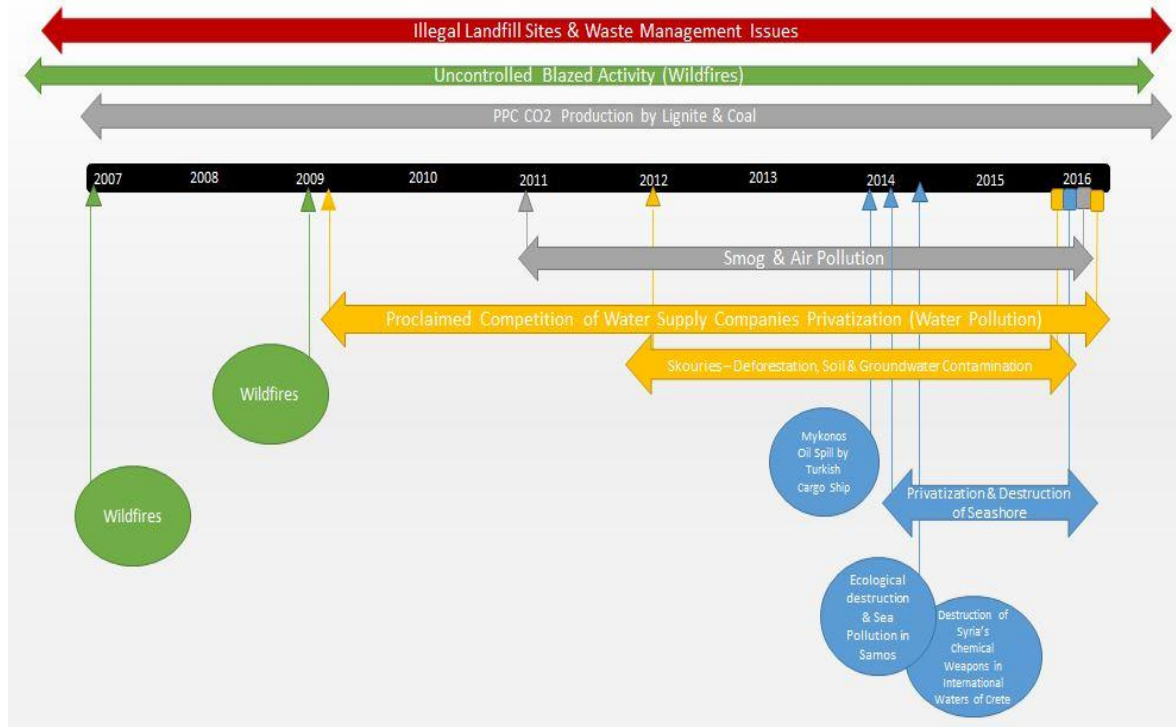 Illegal Landfill Sites & Waste Management Issues
Uncontrolled Blazed Activity (Wildfires)
PPC CO2 Production by Lignite & Coal
2007 2008 2009 2010 2011 2012 2013 2014 2015 2016
Smog & Air Pollution
Proclaimed Competition of Water Supply Companies Privatization (Water Pollution)
Skouries – Deforestation, Soil & Groundwater Contamination
Wildfires
Wildfires
Mykonos
Oil Spill by
Turkish
Cargo Ship
Privatization & Destruction
of Seashore
Ecological
destruction
& Sea
Pollution in
Samos
Destruction of
Syria's
Chemical
Weapons in
International
Waters of Crete